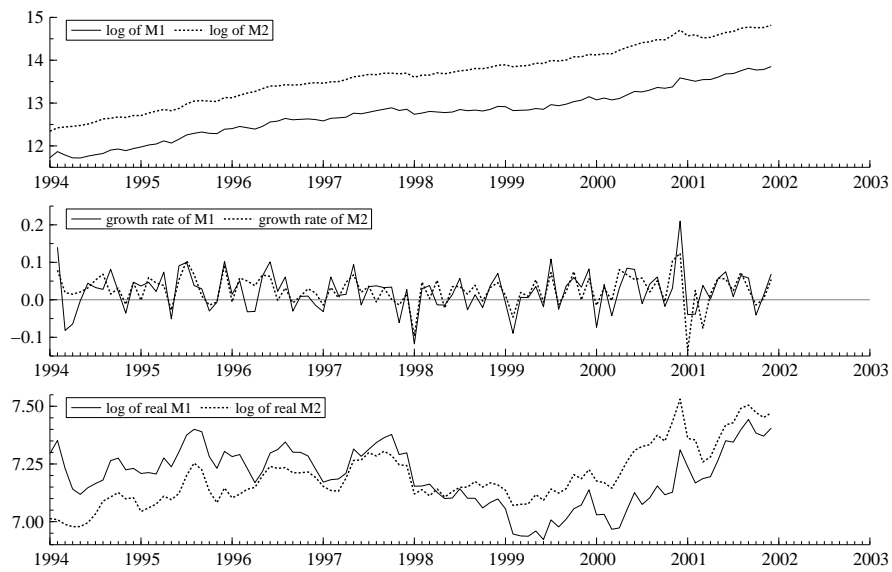 15
log of M1 log of M2
14
13
12
1994 1995 1996 1997 1998 1999 2000 2001 2002 2003
growth rate of M1 growth rate of M2
0.2
0.1
0.0
−0.1
1994 1995 1996 1997 1998 1999 2000 2001 2002 2003
7.50
log of real M1 log of real M2
7.25
7.00
1994 1995 1996 1997 1998 1999 2000 2001 2002 2003